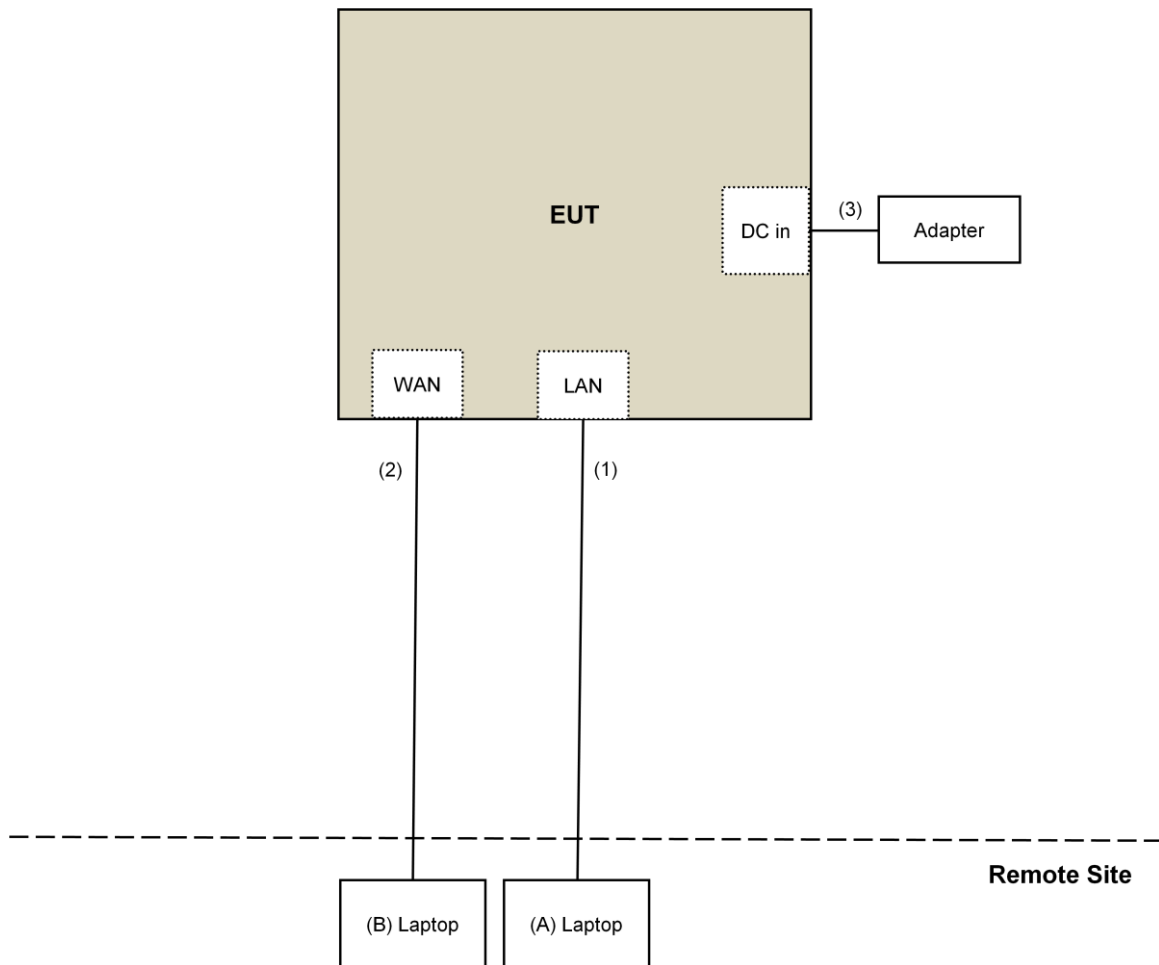 EUT
(3)
DC in
Adapter
WAN
LAN
(2)
(1)
Remote Site
(B) Laptop
(A) Laptop